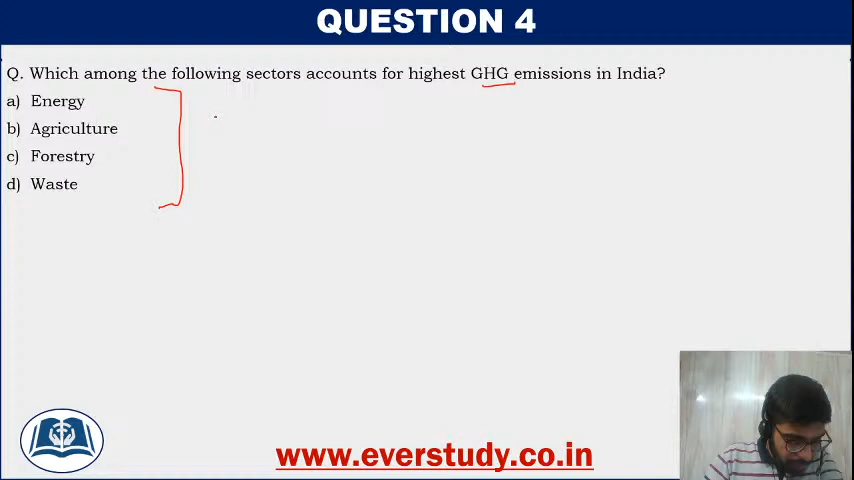 QUESTION 4
Q. Which among the following sectors accounts for highest GHG emissions in India?
a) Energy
b) Agriculture
c) Forestry
d) Waste
www.everstudy.co.in